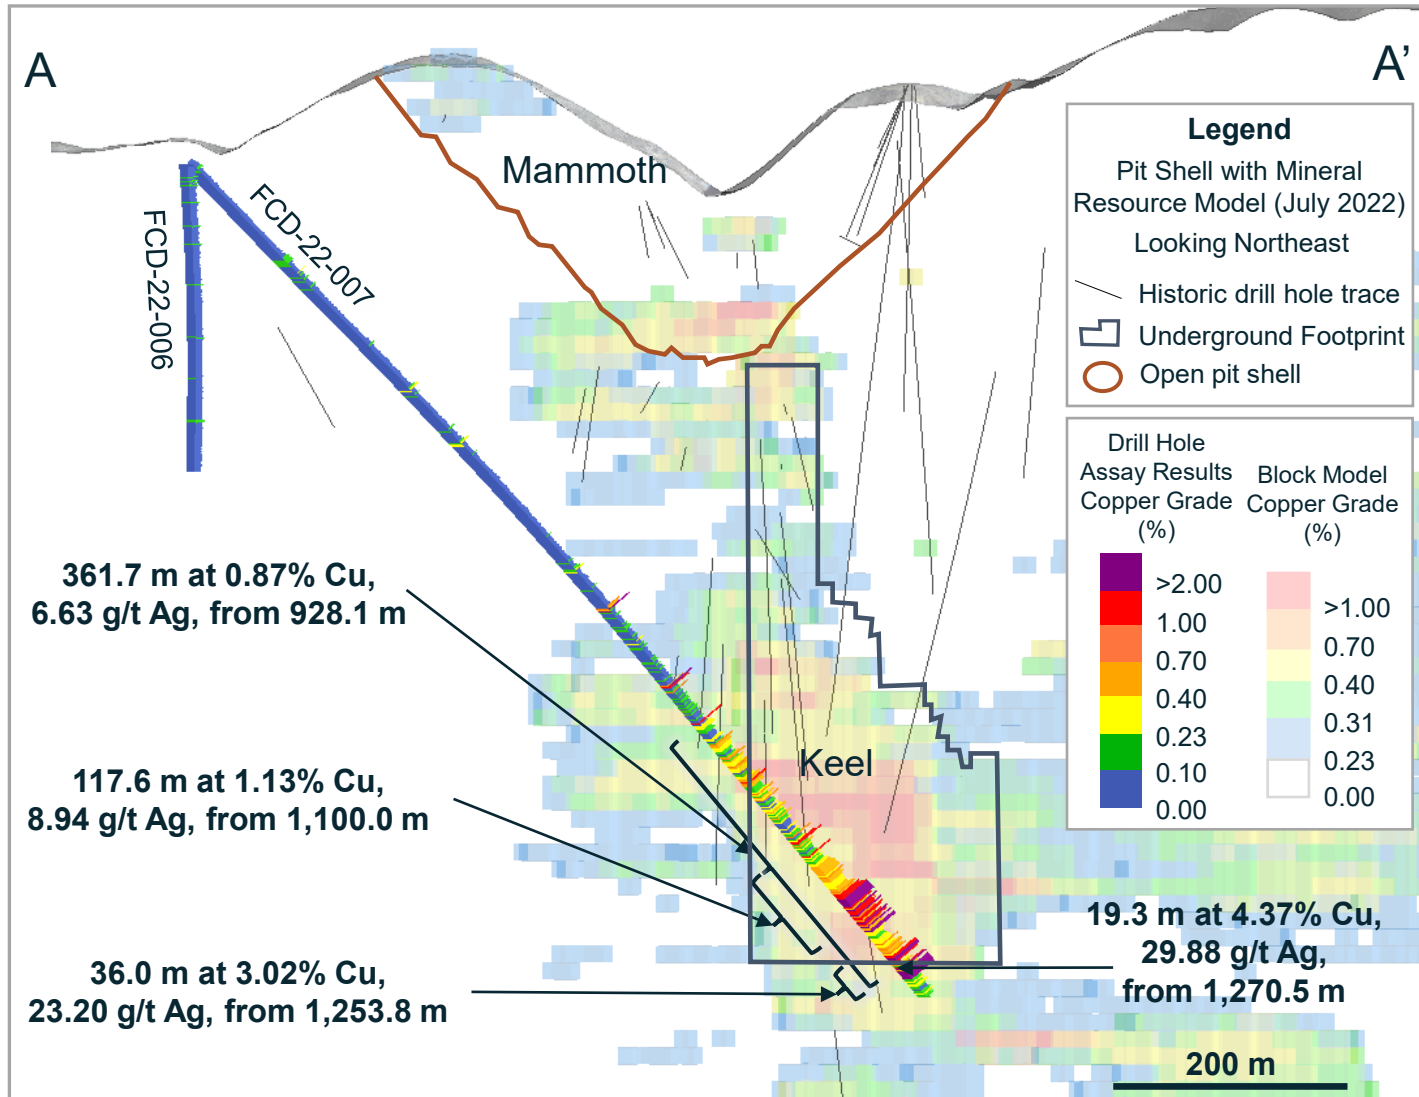 A
A’
Mammoth
FCD-22-006
FCD-22-007
Keel
361.7 m at 0.87% Cu,
6.63 g/t Ag, from 928.1 m
117.6 m at 1.13% Cu,
8.94 g/t Ag, from 1,100.0 m
36.0 m at 3.02% Cu,
23.20 g/t Ag, from 1,253.8 m
19.3 m at 4.37% Cu,
29.88 g/t Ag,
from 1,270.5 m
200 m
Legend
Pit Shell with Mineral
Resource Model (July 2022)
Looking Northeast
Historic drill hole trace
Underground Footprint
Open pit shell
Drill Hole
Assay Results
Copper Grade
(%)
>2.00
1.00
0.70
0.40
0.23
0.10
0.00
Block Model
Copper Grade
(%)
>1.00
0.70
0.40
0.31
0.23
0.00